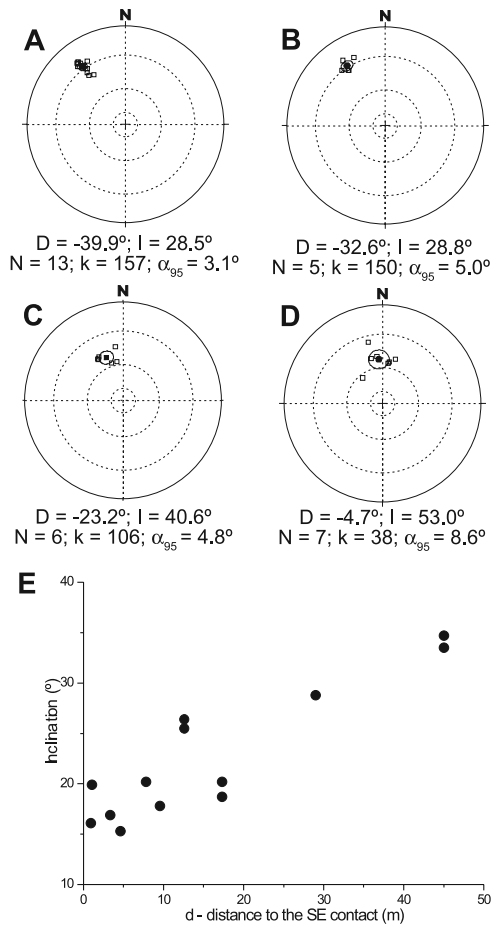 A
N
D = -39.9º; I = 28.5º
N = 13; k = 157; α95 = 3.1º
B
N
D = -32.6º; I = 28.8º
N = 5; k = 150; α95 = 5.0º
C
N
D = -23.2º; I = 40.6º
N = 6; k = 106; α95 = 4.8º
D
N
D = -4.7º; I = 53.0º
N = 7; k = 38; α95 = 8.6º
E
40
30
20
10
Inclination (º)
0 10 20 30 40 50
d - distance to the SE contact (m)